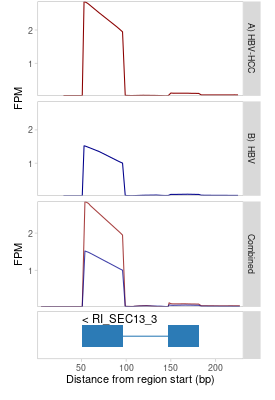 2
1
A) HBV-HCC
FPM
2
1
B) HBV
2
1
FPM
Combined
< RI_SEC13_3
50 100 150 200
Distance from region start (bp)